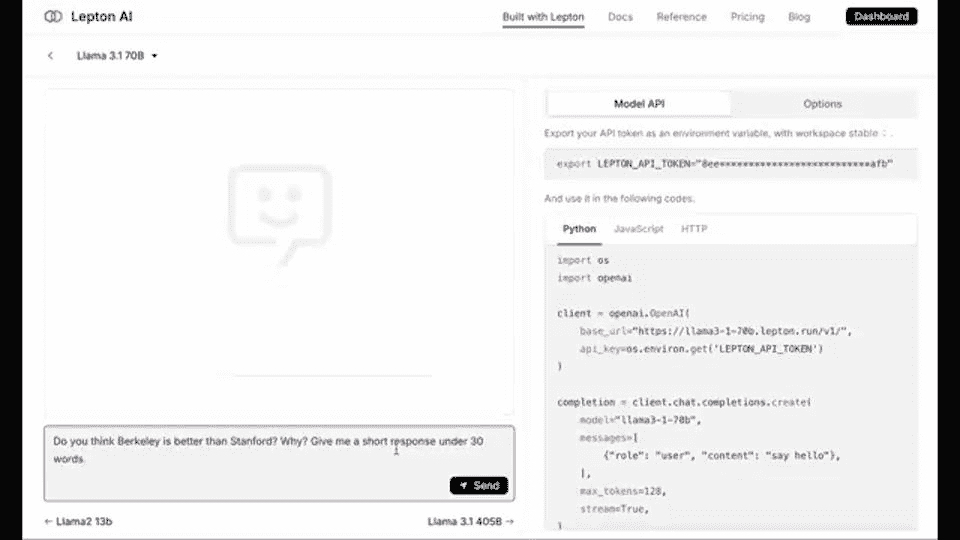 Lepton AI
Built with Lepton
Docs
Reference
Pricing
Blog
Dashboard
Llama 3.1 70B
Do you think Berkeley is better than Stanford? Why? Give me a short response under 30
words
Send
← Llama2 13b
Llama 3.1 405B →
Model API
Options
Export your API token as an environment variable, with workspace stable : .
export LEPTON_API_TOKEN="8ee**************************afb"
And use it in the following codes.
Python
JavaScript
HTTP
import os
import openai
client = openai.OpenAI(
base_url="https://llama3-1-70b.lepton.run/v1/",
api_key=os.environ.get('LEPTON_API_TOKEN')
)
completion = client.chat.completions.create(
model="llama3-1-70b",
messages=[
{"role": "user", "content": "say hello"},
],
max_tokens=128,
stream=True,
)